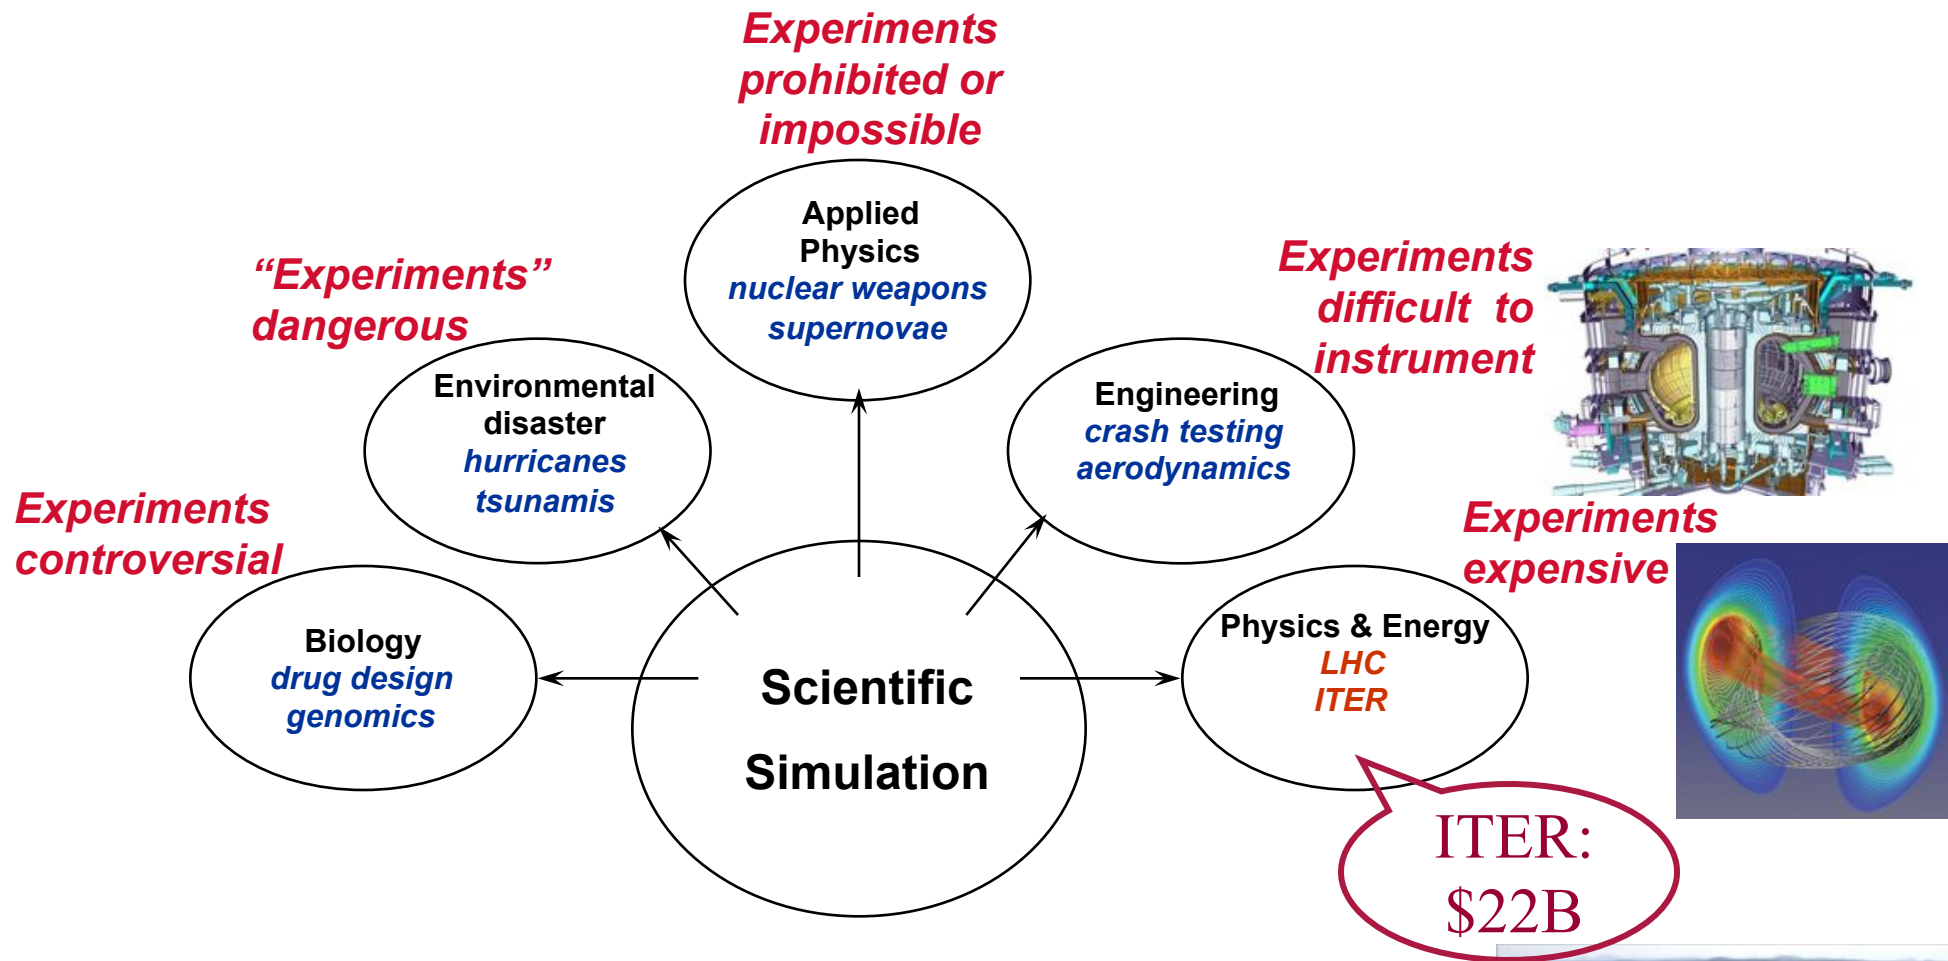 Experiments
prohibited or
impossible
Applied
Physics
nuclear weapons
supernovae
“Experiments”
dangerous
Environmental
disaster
hurricanes
tsunamis
Experiments
difficult to
instrument
Engineering
crash testing
aerodynamics
Experiments
controversial
Biology
drug design
genomics
Experiments
expensive
Physics & Energy
LHC
ITER
Scientific
Simulation
ITER:
$22B